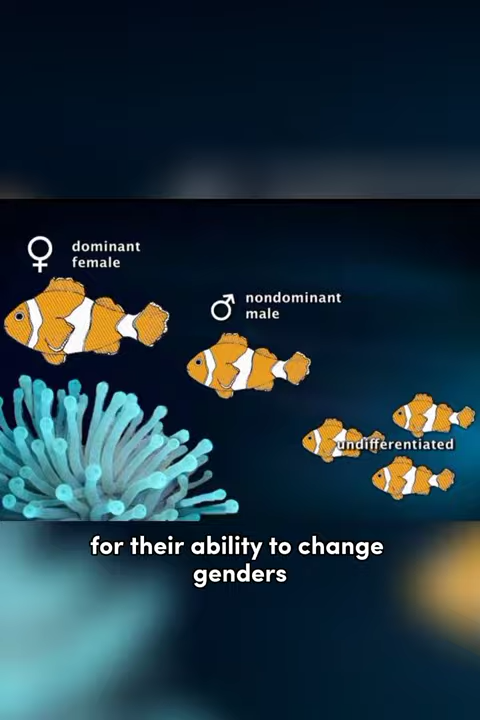 dominant
female
nondominant
male
undifferentiated
for their ability to change
genders